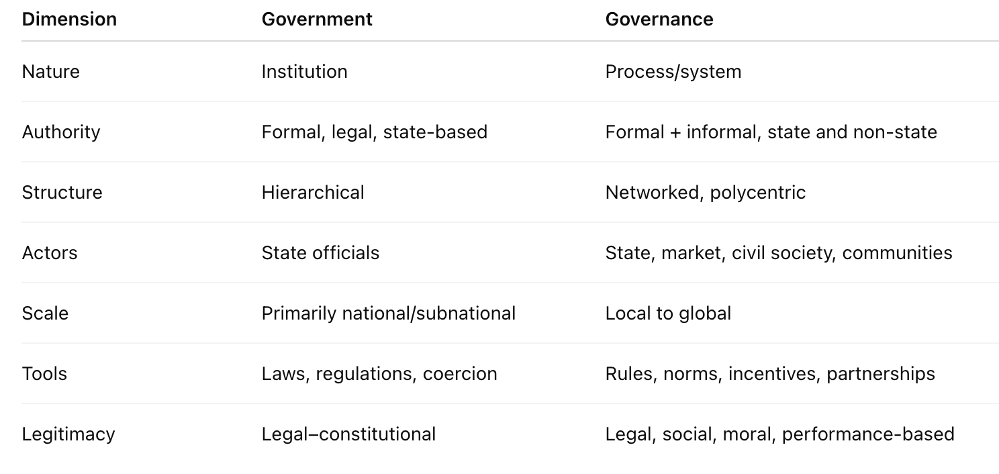 Dimension Government Governance
Nature Institution Process/system
Authority Formal, legal, state-based Formal + informal, state and non-state
Structure Hierarchical Networked, polycentric
Actors State officials State, market, civil society, communities
Scale Primarily national/subnational Local to global
Tools Laws, regulations, coercion Rules, norms, incentives, partnerships
Legitimacy Legal–constitutional Legal, social, moral, performance-based